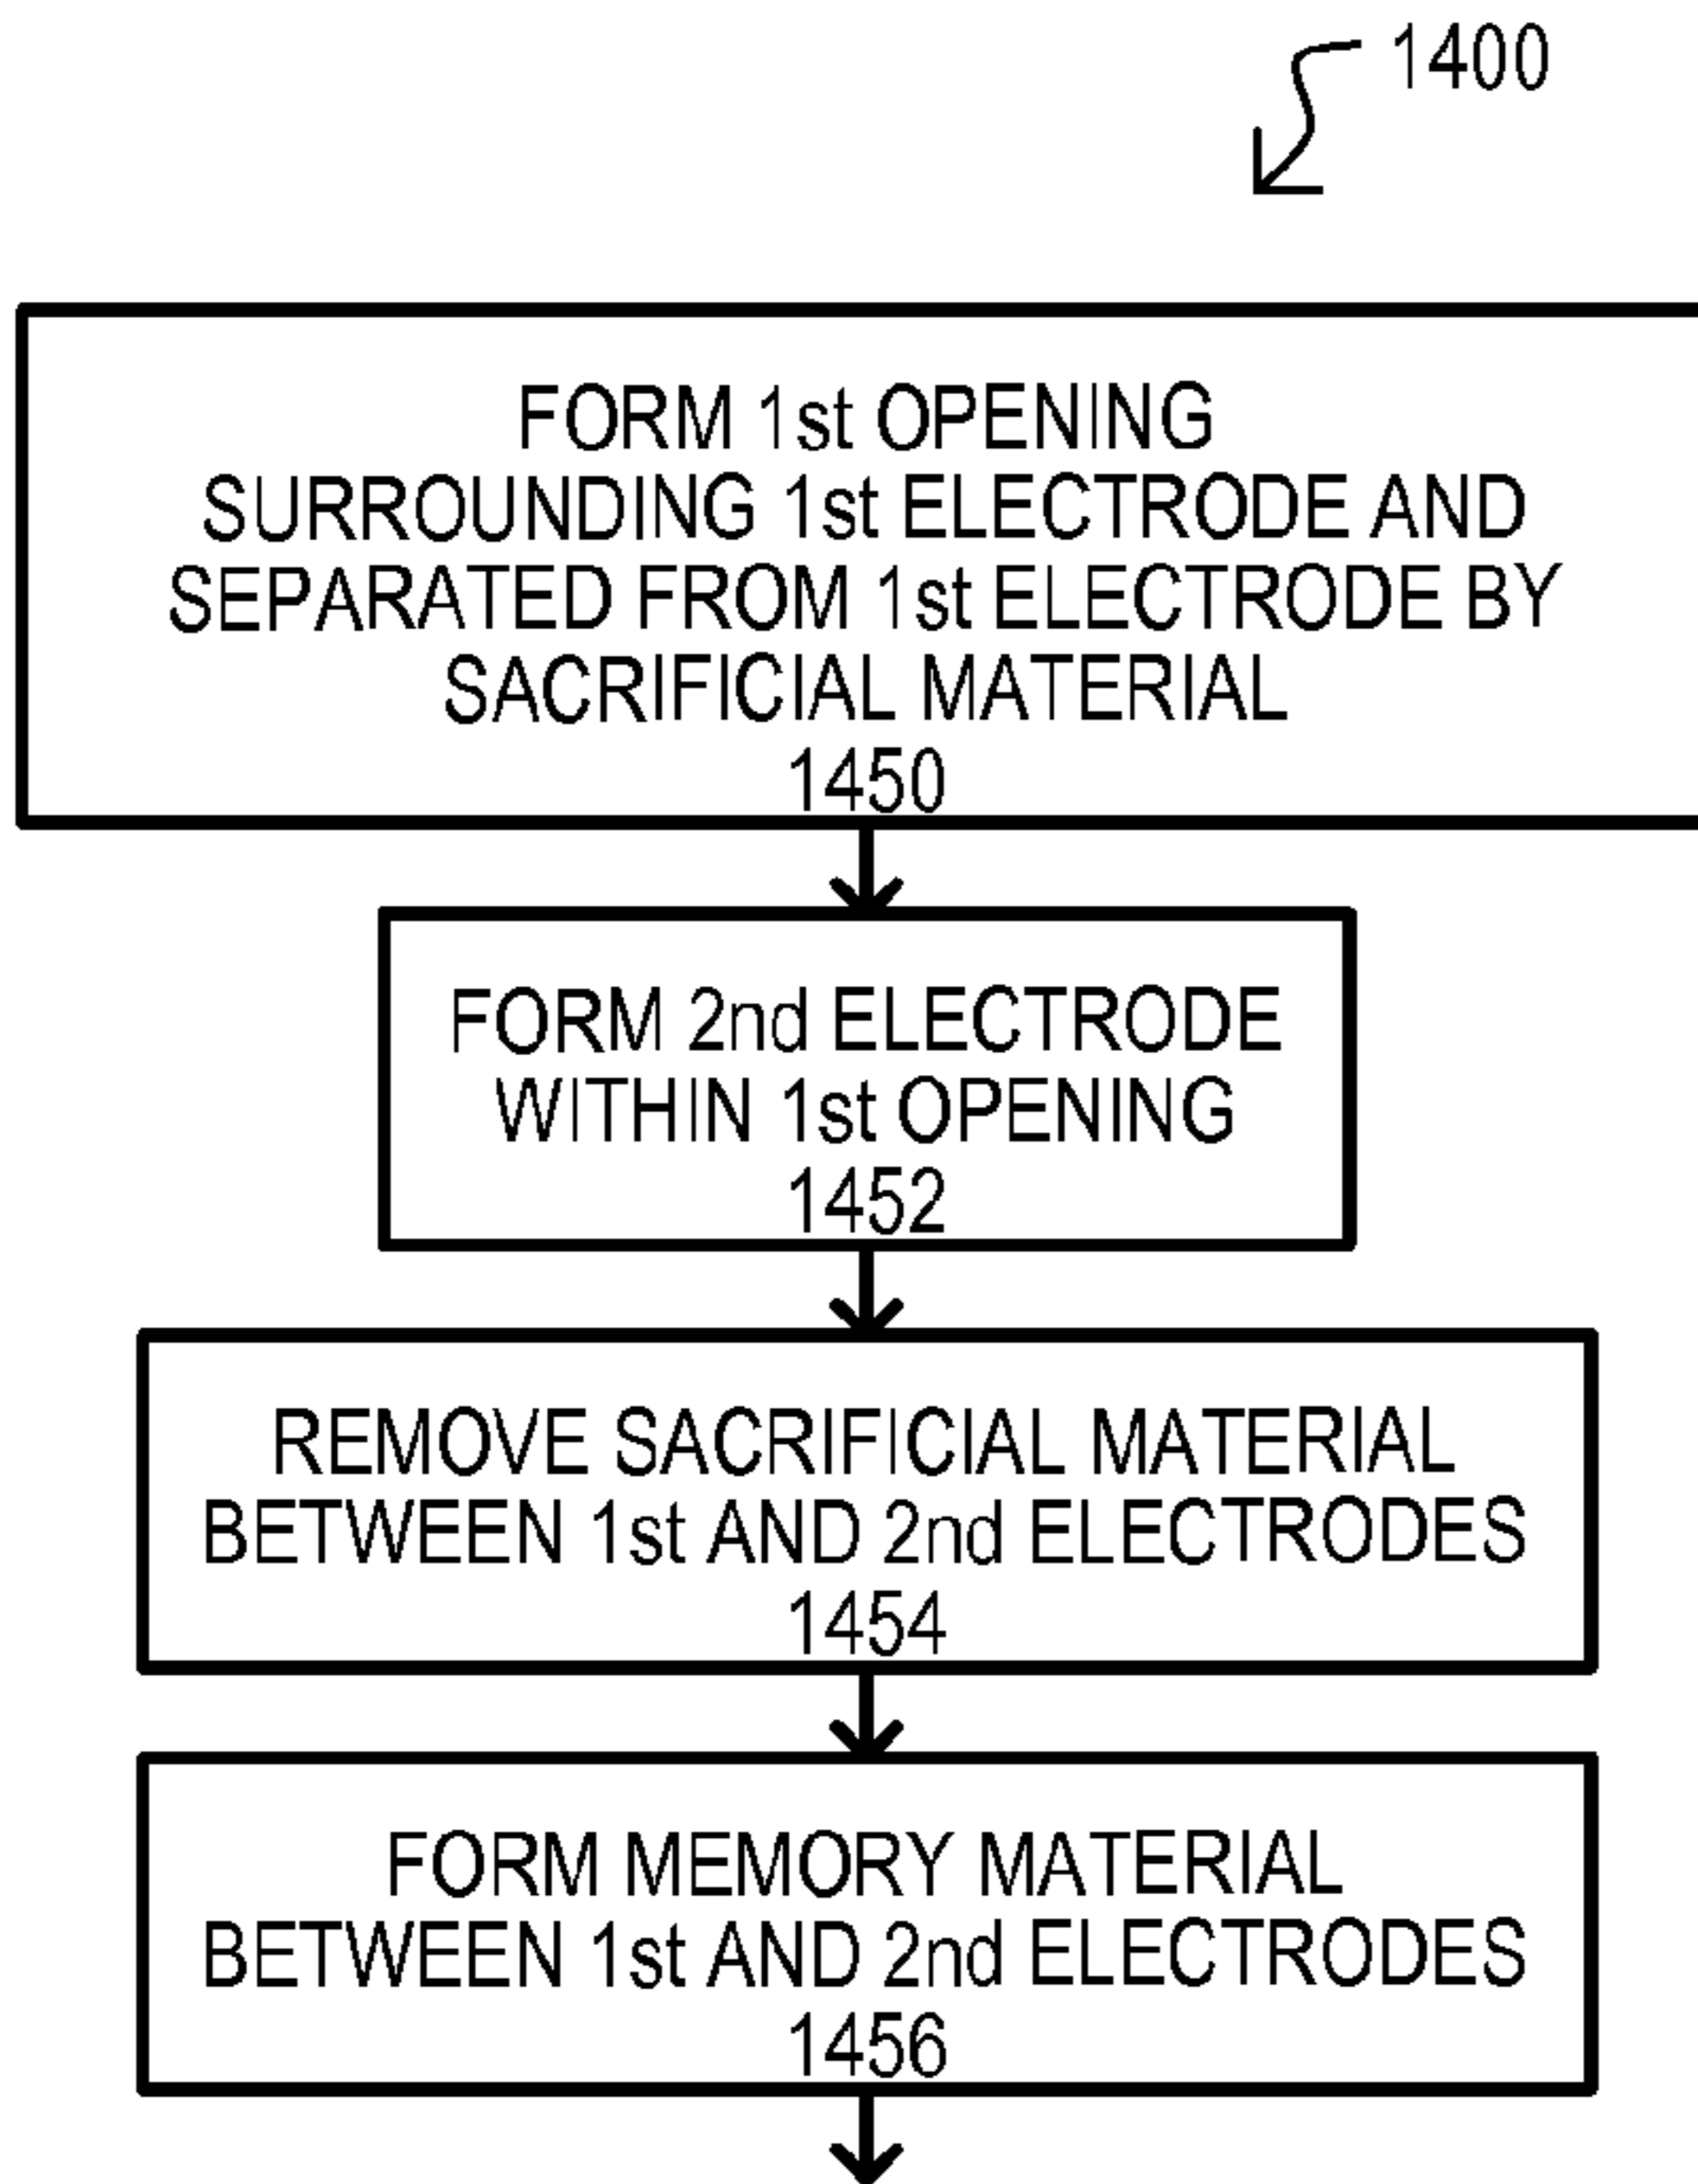 1400
FORM 1st OPENING
SURROUNDING 1st ELECTRODE AND
SEPARATED FROM 1st ELECTRODE BY
SACRIFICIAL MATERIAL
1450
FORM 2nd ELECTRODE
WITHIN 1st OPENING
1452
REMOVE SACRIFICIAL MATERIAL
BETWEEN 1st AND 2nd ELECTRODES
1454
FORM MEMORY MATERIAL
BETWEEN 1st AND 2nd ELECTRODES
1456